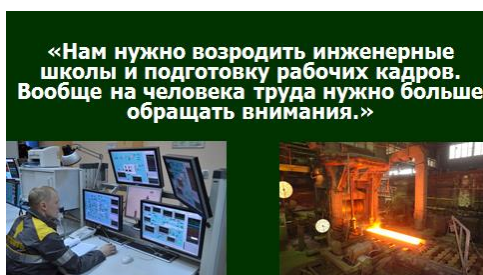 «Нам нужно возродить инженерные
школы и подготовку рабочих кадров.
Вообще на человека труда нужно больше
обращать внимания.»